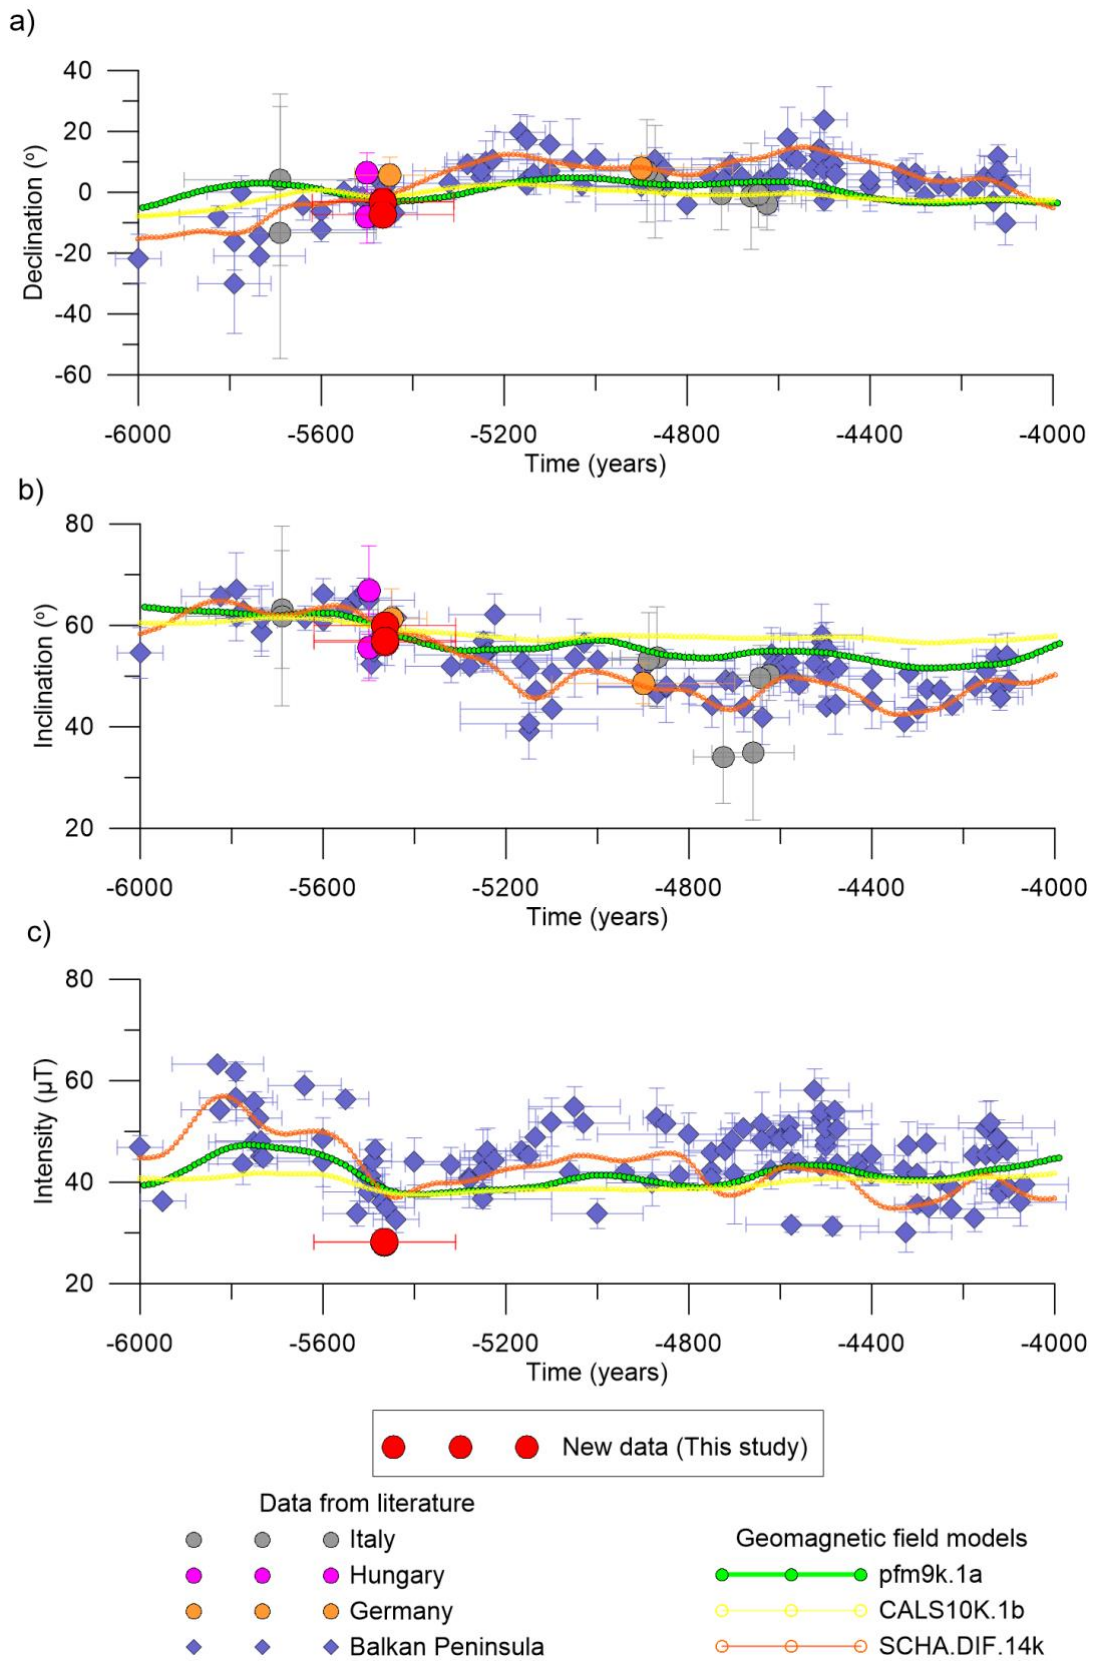 a)
40
20
0
-20
-40
-60
Declination (º)
-6000 -5600 -5200 -4800 -4400 -4000
Time (years)
b)
80
60
40
20
Inclination (º)
-6000 -5600 -5200 -4800 -4400 -4000
Time (years)
c)
80
60
40
20
Intensity (μT)
-6000 -5600 -5200 -4800 -4400 -4000
Time (years)
New data (This study)
Data from literature
Italy
Hungary
Germany
Balkan Peninsula
Geomagnetic field models
pfm9k.1a
CALS10K.1b
SCHA.DIF.14k